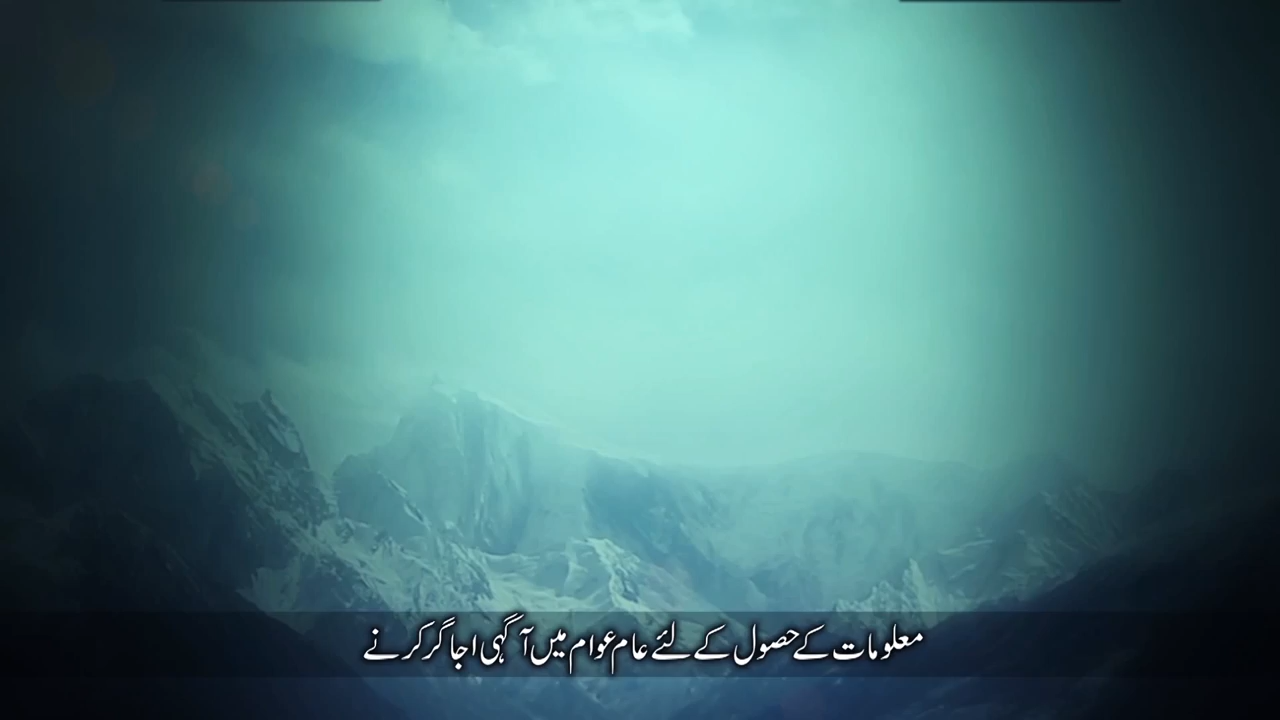 معلومات کے حصول کے لئے عام عوام میں آگہی اجاگر کرنے